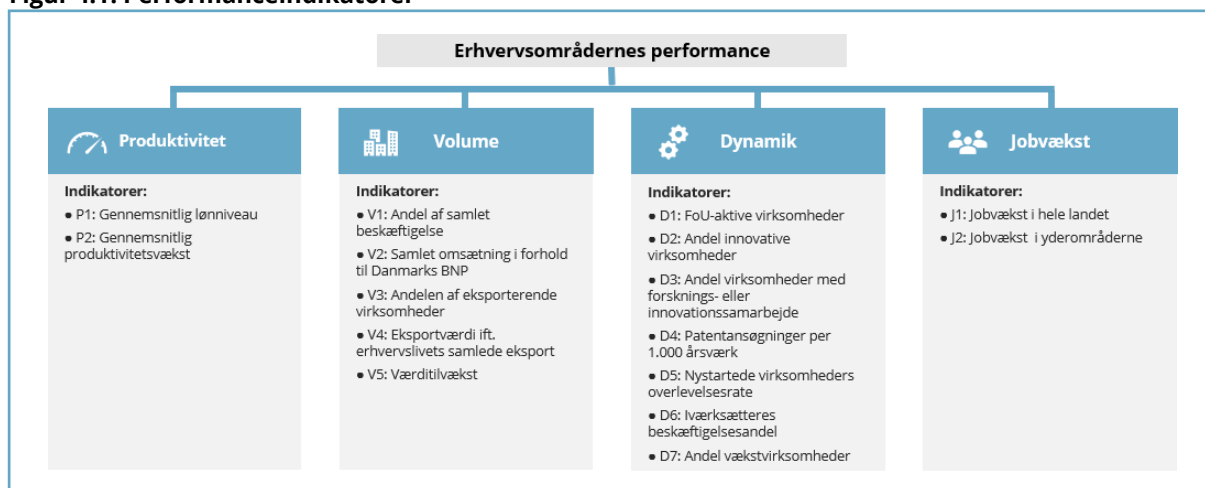 Figur 4.1: Performanceindikatorer
Erhvervsområdernes performance
Produktivitet
Indikatorer:
● P1: Gennemsnitlig lønniveau
● P2: Gennemsnitlig
produktivitetsvækst
Volume
Indikatorer:
● V1: Andel af samlet
beskæftigelse
● V2: Samlet omsætning i forhold
til Danmarks BNP
● V3: Andelen af eksporterende
virksomheder
● V4: Eksportværdi ift.
erhvervslivets samlede eksport
● V5: Værditilvækst
Dynamik
Indikatorer:
● D1: FoU-aktive virksomheder
● D2: Andel innovative
virksomheder
● D3: Andel virksomheder med
forsknings- eller
innovationssamarbejde
● D4: Patentansøgninger per
1.000 årsværk
● D5: Nystartede virksomheders
overlevelsesrate
● D6: Iværksætteres
beskæftigelsesandel
● D7: Andel vækstvirksomheder
Jobvækst
Indikatorer:
● J1: Jobvækst i hele landet
● J2: Jobvækst i yderområderne